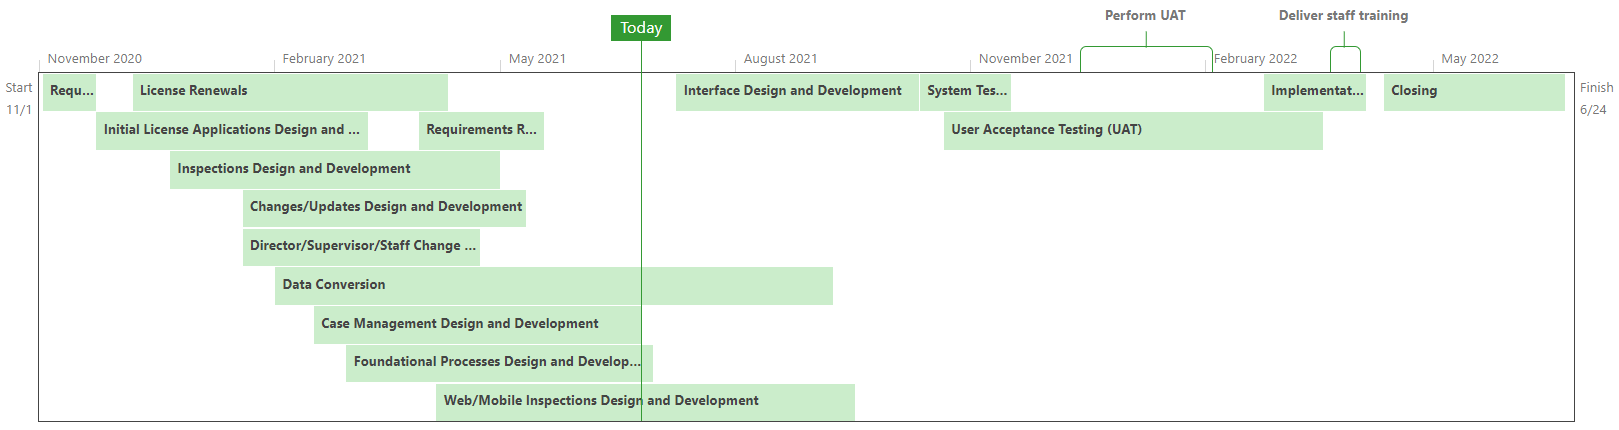 Perform UAT
Deliver staff training
Today
November 2020
February 2021
May 2021
August 2021
November 2021
February 2022
May 2022
Start
11/1
Requ...
License Renewals
Interface Design and Development
System Tes...
Implementat...
Closing
Finish
6/24
Initial License Applications Design and ...
Requirements R...
User Acceptance Testing (UAT)
Inspections Design and Development
Changes/Updates Design and Development
Director/Supervisor/Staff Change ...
Data Conversion
Case Management Design and Development
Foundational Processes Design and Develop...
Web/Mobile Inspections Design and Development